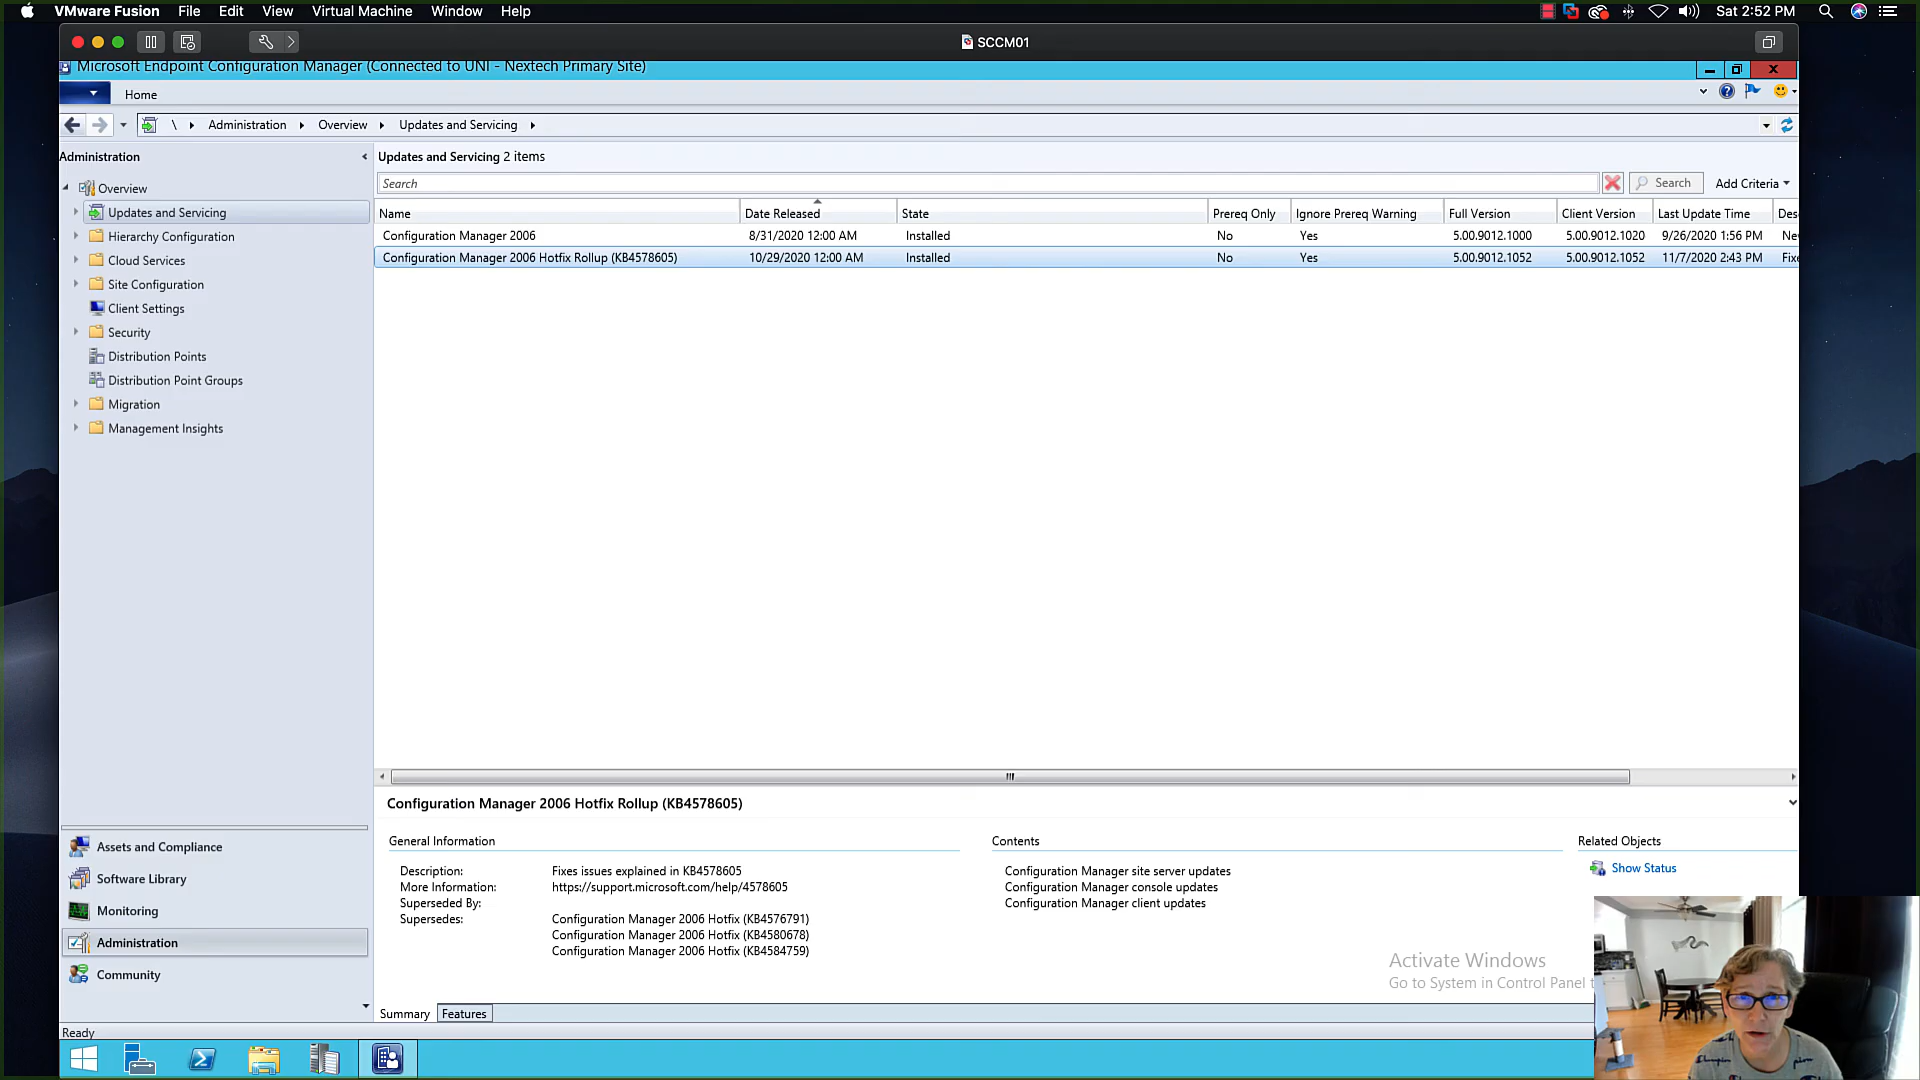 VMware Fusion File Edit View Virtual Machine Window Help Sat 2:52 PM
SCCM01
Microsoft Endpoint Configuration Manager (Connected to UNI - Nextech Primary Site)
Home
\ Administration Overview Updates and Servicing
Administration
Overview
Updates and Servicing
Hierarchy Configuration
Cloud Services
Site Configuration
Client Settings
Security
Distribution Points
Distribution Point Groups
Migration
Management Insights
Assets and Compliance
Software Library
Monitoring
Administration
Community
Updates and Servicing 2 items
Search Search Add Criteria
Name Date Released State Prereq Only Ignore Prereq Warning Full Version Client Version Last Update Time Des
Configuration Manager 2006 8/31/2020 12:00 AM Installed No Yes 5.00.9012.1000 5.00.9012.1020 9/26/2020 1:56 PM Ne
Configuration Manager 2006 Hotfix Rollup (KB4578605) 10/29/2020 12:00 AM Installed No Yes 5.00.9012.1052 5.00.9012.1052 11/7/2020 2:43 PM Fix
Configuration Manager 2006 Hotfix Rollup (KB4578605)
General Information
Description: Fixes issues explained in KB4578605
More Information: https://support.microsoft.com/help/4578605
Superseded By:
Supersedes: Configuration Manager 2006 Hotfix (KB4576791)
Configuration Manager 2006 Hotfix (KB4580678)
Configuration Manager 2006 Hotfix (KB4584759)
Contents
Configuration Manager site server updates
Configuration Manager console updates
Configuration Manager client updates
Related Objects
Show Status
Activate Windows
Go to System in Control Panel t
Summary Features
Ready